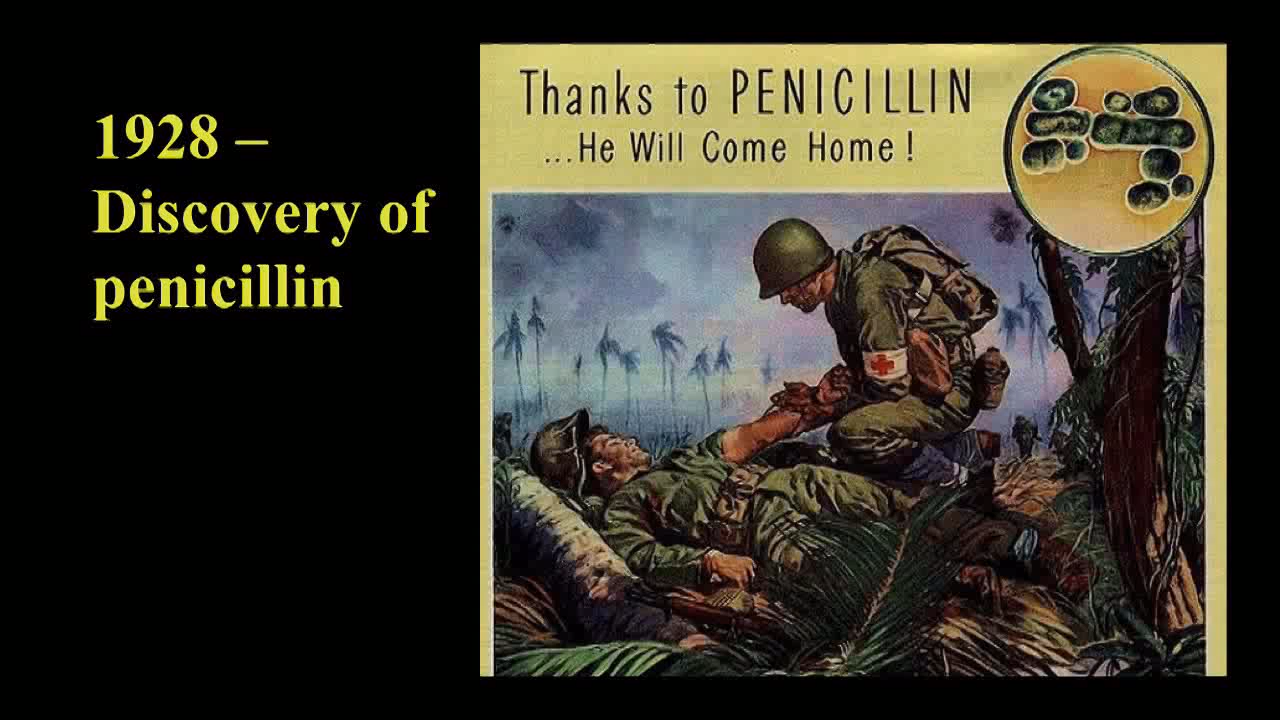 1928 –
Discovery of
penicillin
Thanks to PENICILLIN
...He Will Come Home!